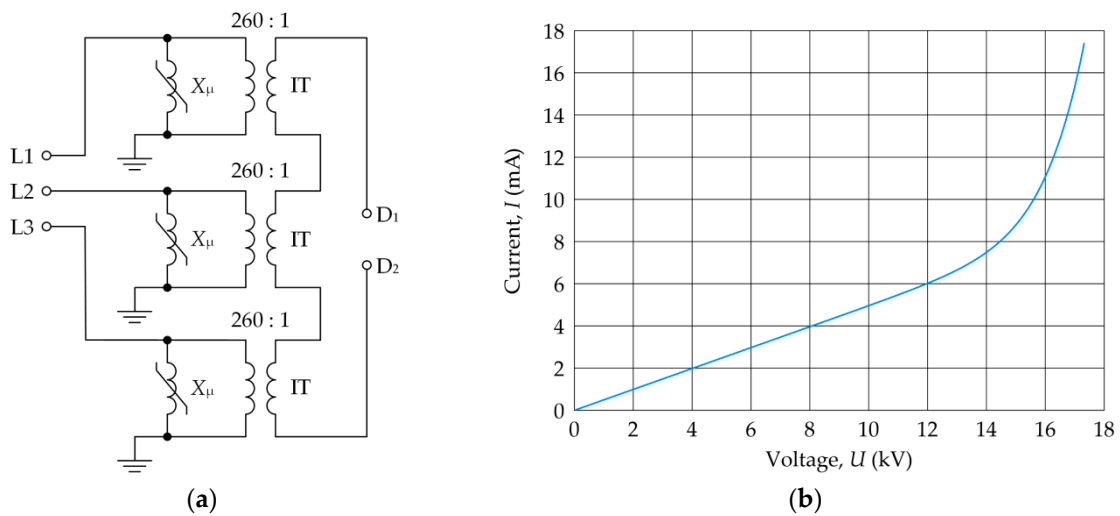 260 : 1
Xμ
IT
L1
260 : 1
L2
L3
Xμ
IT
D1
D2
260 : 1
Xμ
IT
(a)
18
16
14
12
10
8
6
4
2
0
Current, I (mA)
0 2 4 6 8 10 12 14 16 18
Voltage, U (kV)
(b)